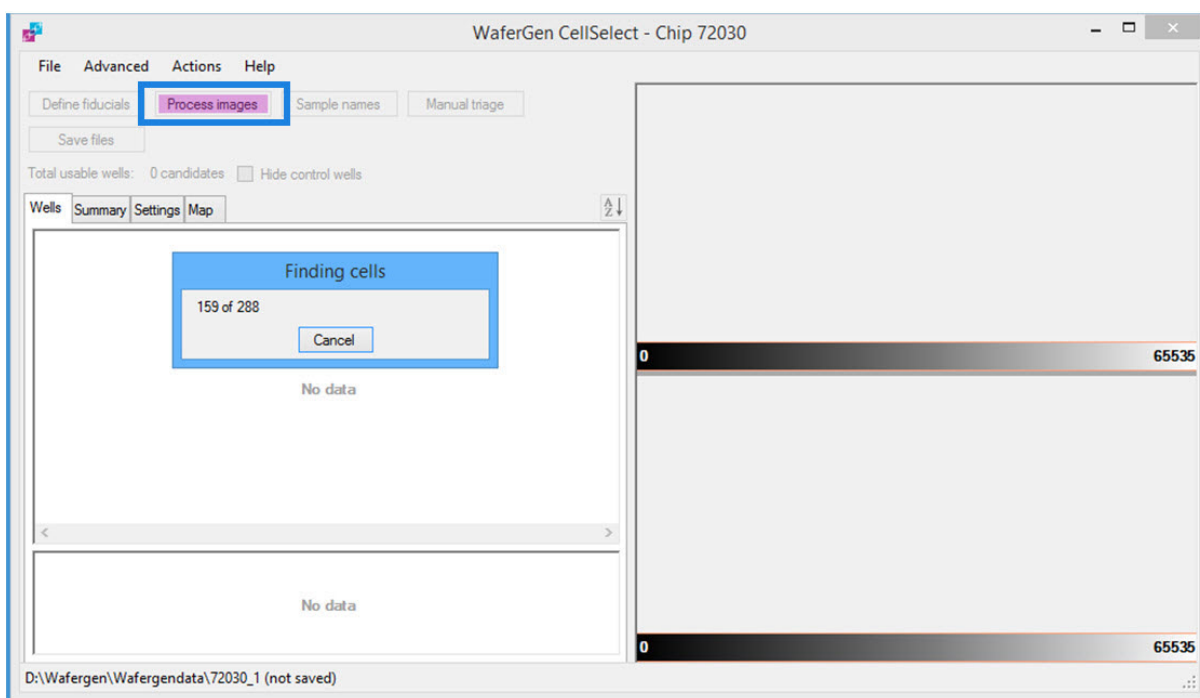 WaferGen CellSelect - Chip 72030
File Advanced Actions Help
Define fiducials Process images Sample names Manual triage
Save files
Total usable wells: 0 candidates Hide control wells
Wells Summary Settings Map AZ
Finding cells
159 of 288
Cancel
No data
0 65535
No data
0 65535
D:\Wafergen\Wafergendata\72030_1 (not saved)